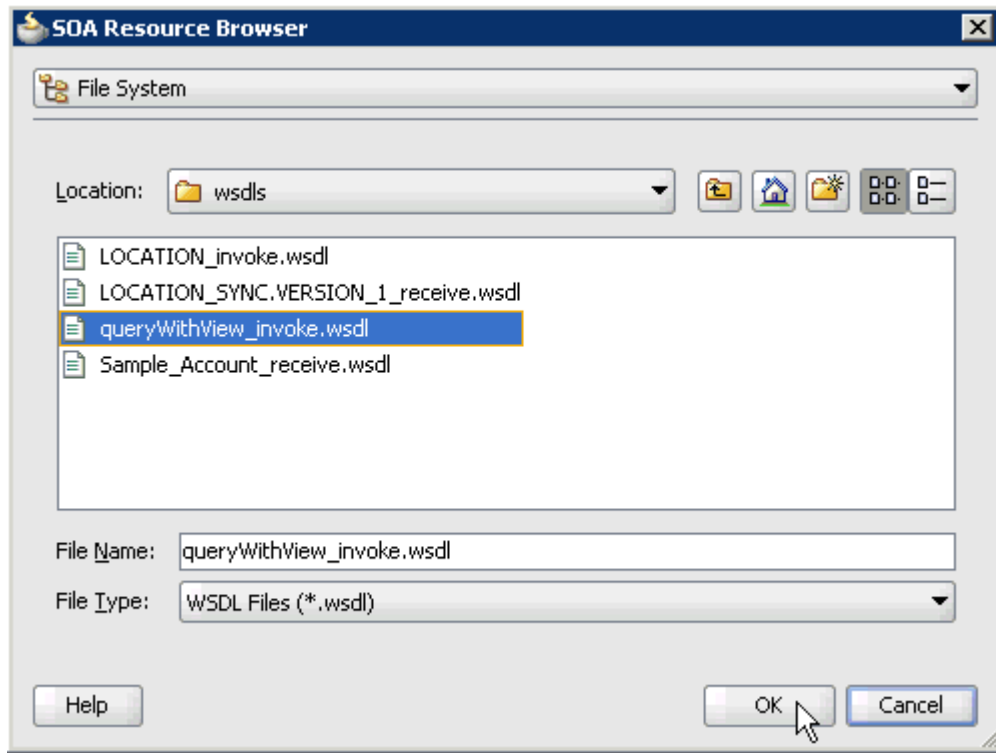 SOA Resource Browser
File System
Location: wsdls
LOCATION_invoke.wsdl
LOCATION_SYNC.VERSION_1_receive.wsdl
queryWithView_invoke.wsdl
Sample_Account_receive.wsdl
File Name: queryWithView_invoke.wsdl
File Type: WSDL Files (*.wsdl)
Help OK Cancel